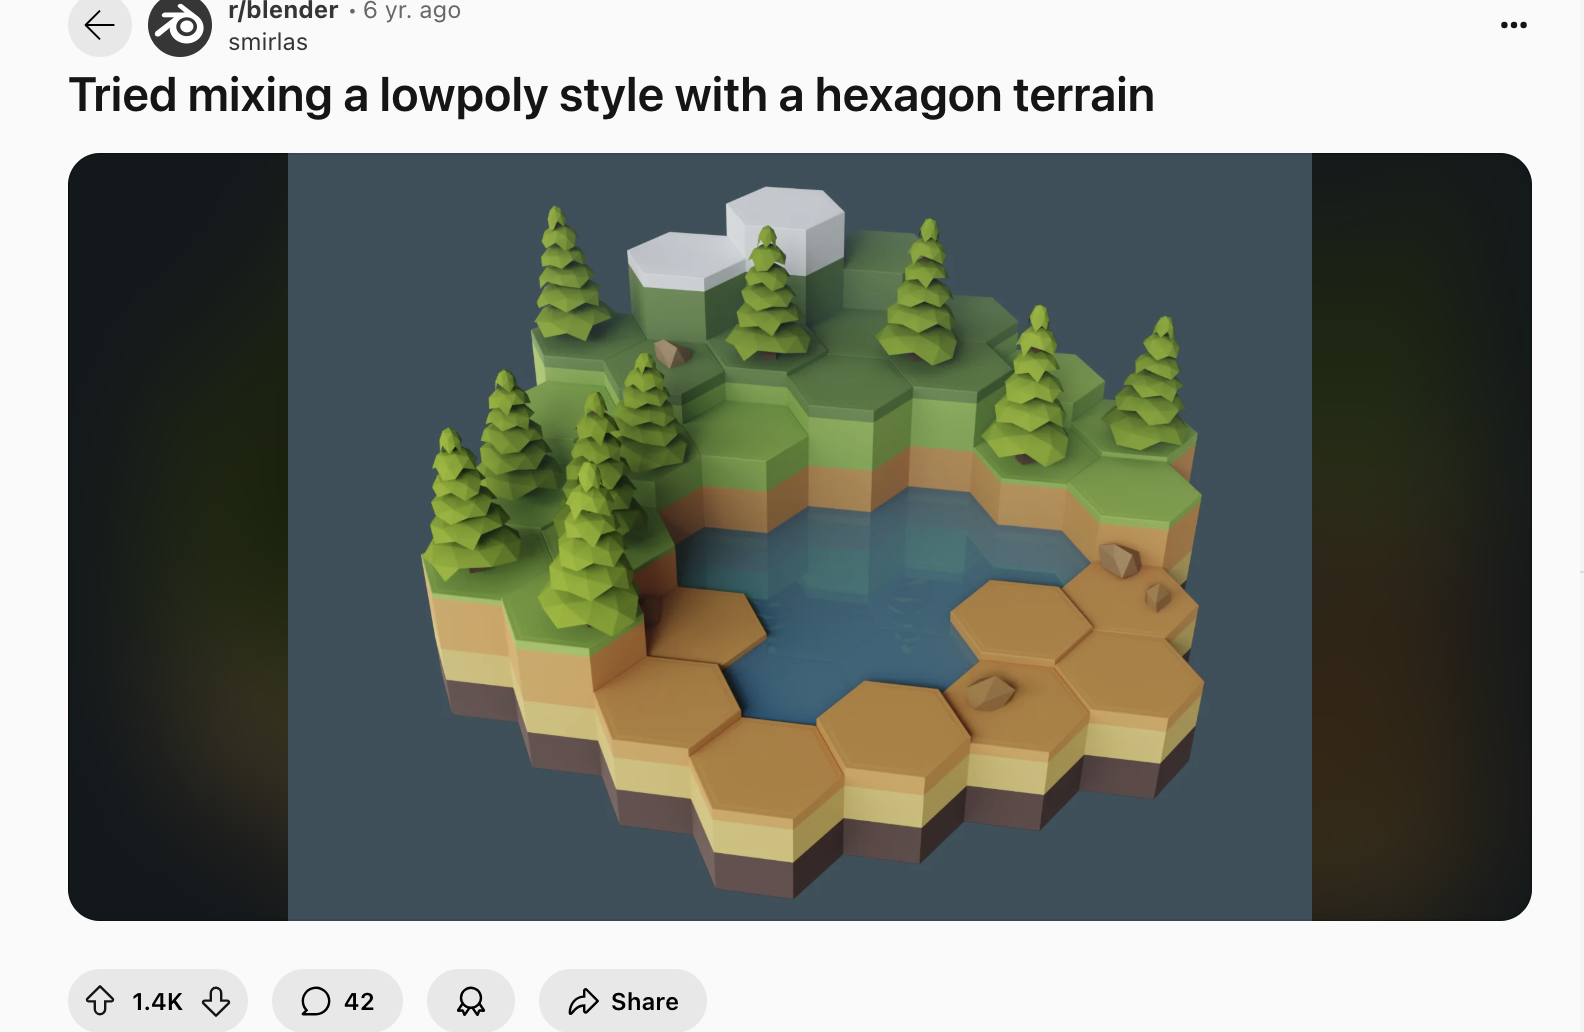 r/blender • 6 yr. ago
smirlas
Tried mixing a lowpoly style with a hexagon terrain
1.4K
42
Share